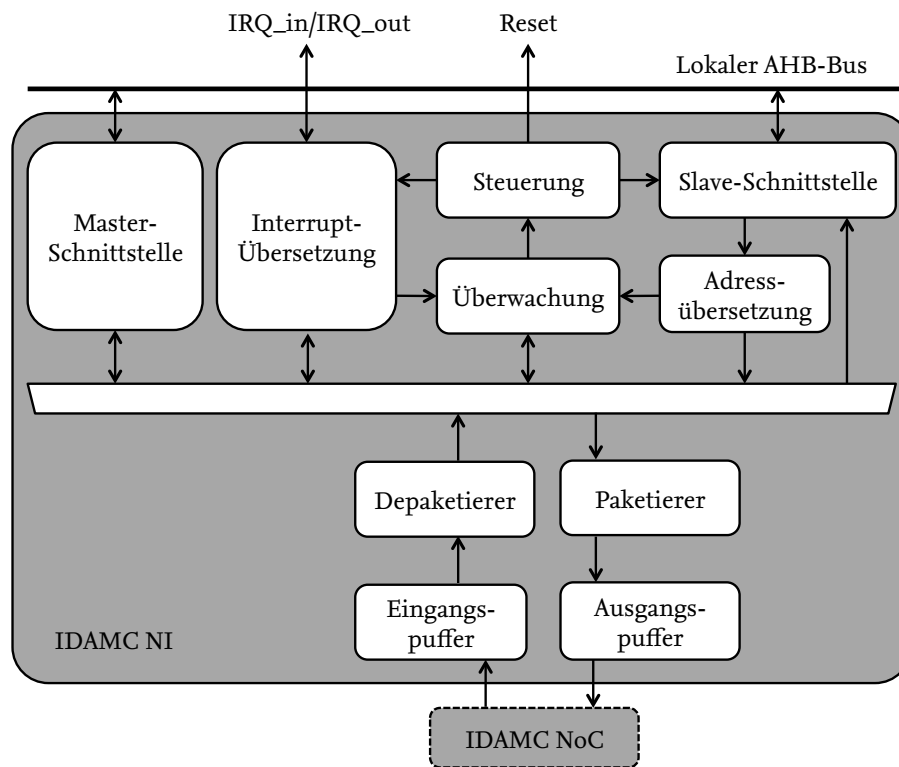 IRQ_in/IRQ_out
Reset
Lokaler AHB-Bus
Master-
Schnittstelle
Interrupt-
Übersetzung
Steuerung
Slave-Schnittstelle
Überwachung
Adress-
übersetzung
Depaketierer
Paketierer
Eingangs-
puffer
Ausgangs-
puffer
IDAMC NI
IDAMC NoC